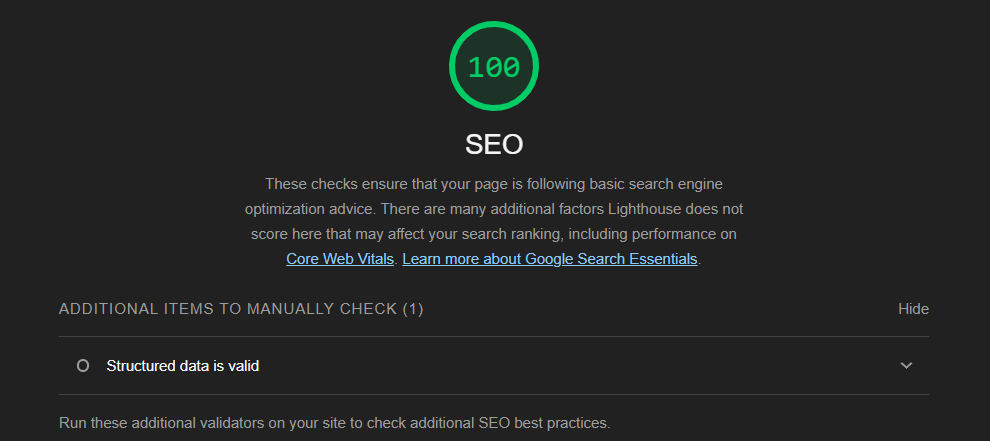 100
SEO
These checks ensure that your page is following basic search engine
optimization advice. There are many additional factors Lighthouse does not
score here that may affect your search ranking, including performance on
Core Web Vitals. Learn more about Google Search Essentials.
ADDITIONAL ITEMS TO MANUALLY CHECK (1) Hide
Structured data is valid
Run these additional validators on your site to check additional SEO best practices.